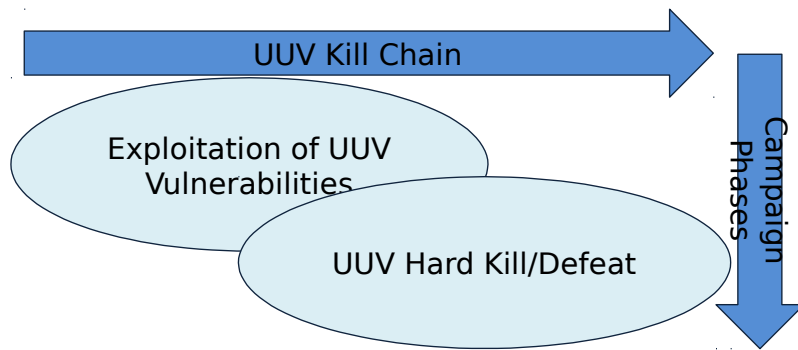 UUV Kill Chain
Exploitation of UUV
Vulnerabilities
UUV Hard Kill/Defeat
Campaign
Phases